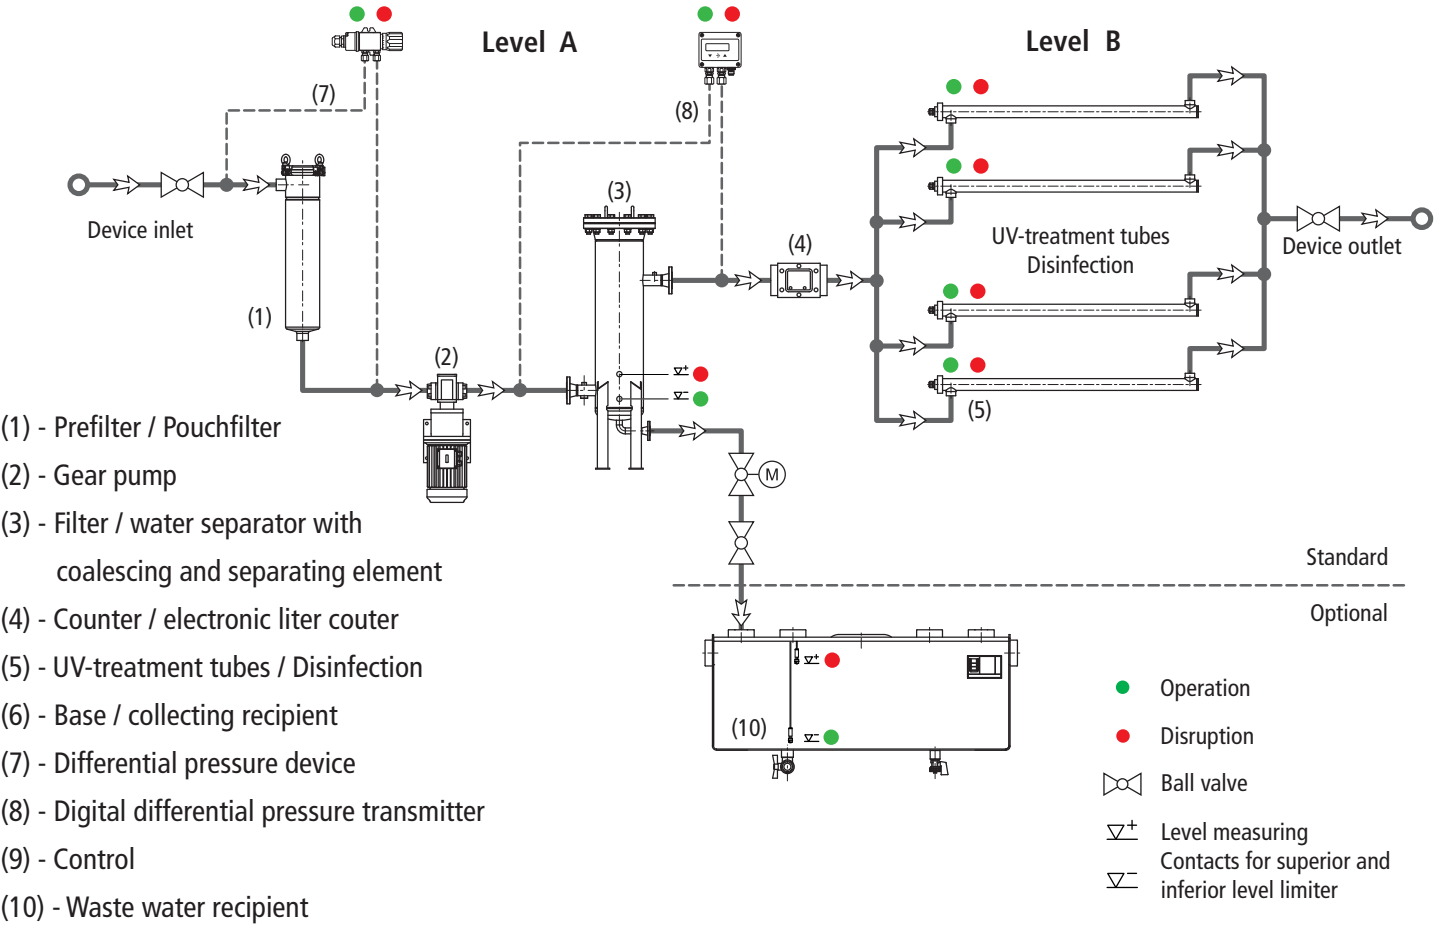 Level A
Level B
(7)
(8)
Device inlet
(3)
(4)
UV-treatment tubes
Disinfection
Device outlet
(1)
(2)
+
−
(5)
M
(1) - Prefilter / Pouchfilter
(2) - Gear pump
(3) - Filter / water separator with
coalescing and separating element
(4) - Counter / electronic liter couter
(5) - UV-treatment tubes / Disinfection
(6) - Base / collecting recipient
(7) - Differential pressure device
(8) - Digital differential pressure transmitter
(9) - Control
(10) - Waste water recipient
Standard
Optional
+
(10)
−
Operation
Disruption
Ball valve
+
Level measuring
Contacts for superior and
−
inferior level limiter